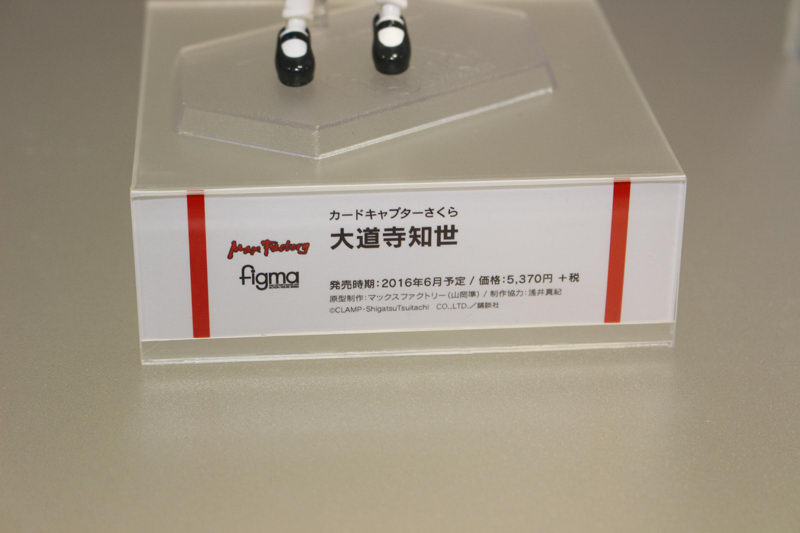 カードキャプターさくら
大道寺知世
Max Factory
figma
発売時期：2016年6月予定 / 価格：5,370円 +税
原型制作：マックスファクトリー（山岡準）/ 制作協力：浅井真紀
©CLAMP・ShigatsuTsuitachi CO.,LTD.／講談社